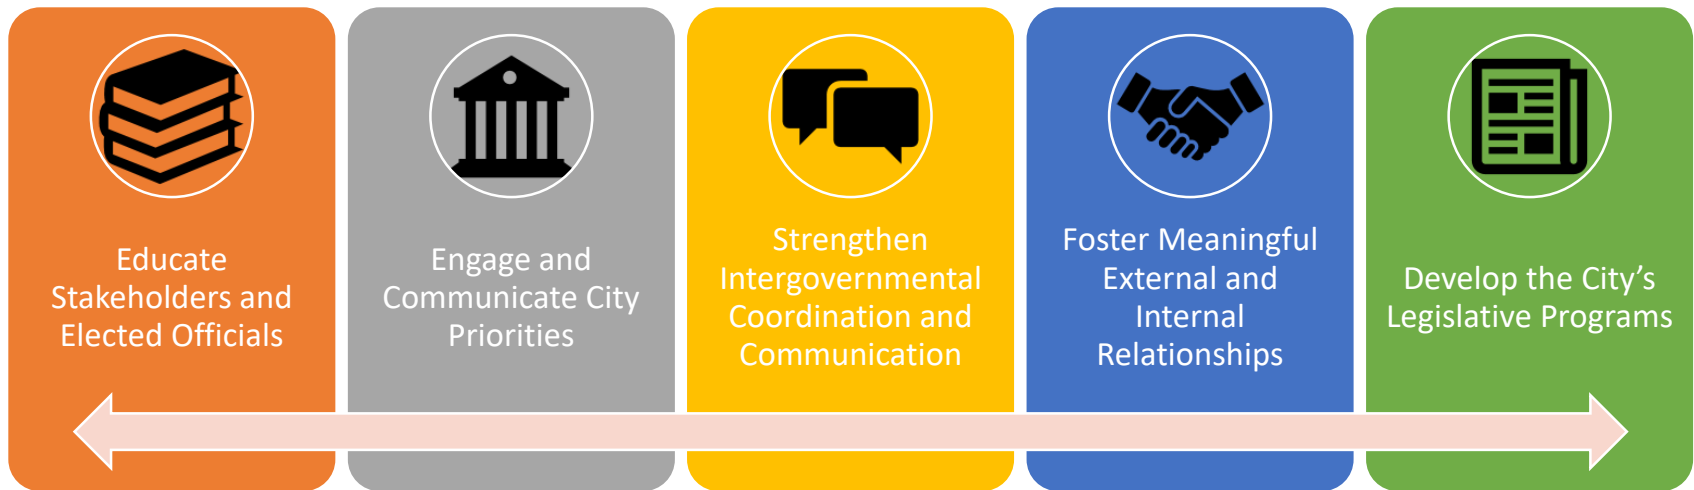 Educate
Stakeholders and
Elected Officials
Engage and
Communicate City
Priorities
Strengthen
Intergovernmental
Coordination and
Communication
Foster Meaningful
External and
Internal
Relationships
Develop the City’s
Legislative Programs